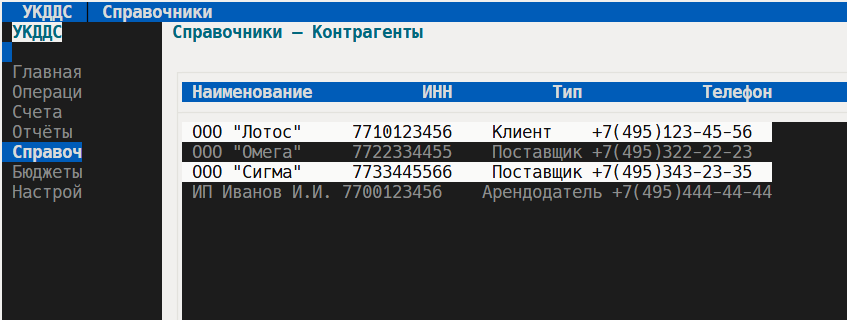 УКДДС Справочники
УКДДС
Справочники — Контрагенты
Главная
Операци
Счета
Отчёты
Справоч
Бюджеты
Настрой
Наименование ИНН Тип Телефон
ООО "Лотос" 7710123456 Клиент +7(495)123-45-56
ООО "Омега" 7722334455 Поставщик +7(495)322-22-23
ООО "Сигма" 7733445566 Поставщик +7(495)343-23-35
ИП Иванов И.И. 7700123456 Арендодатель +7(495)444-44-44